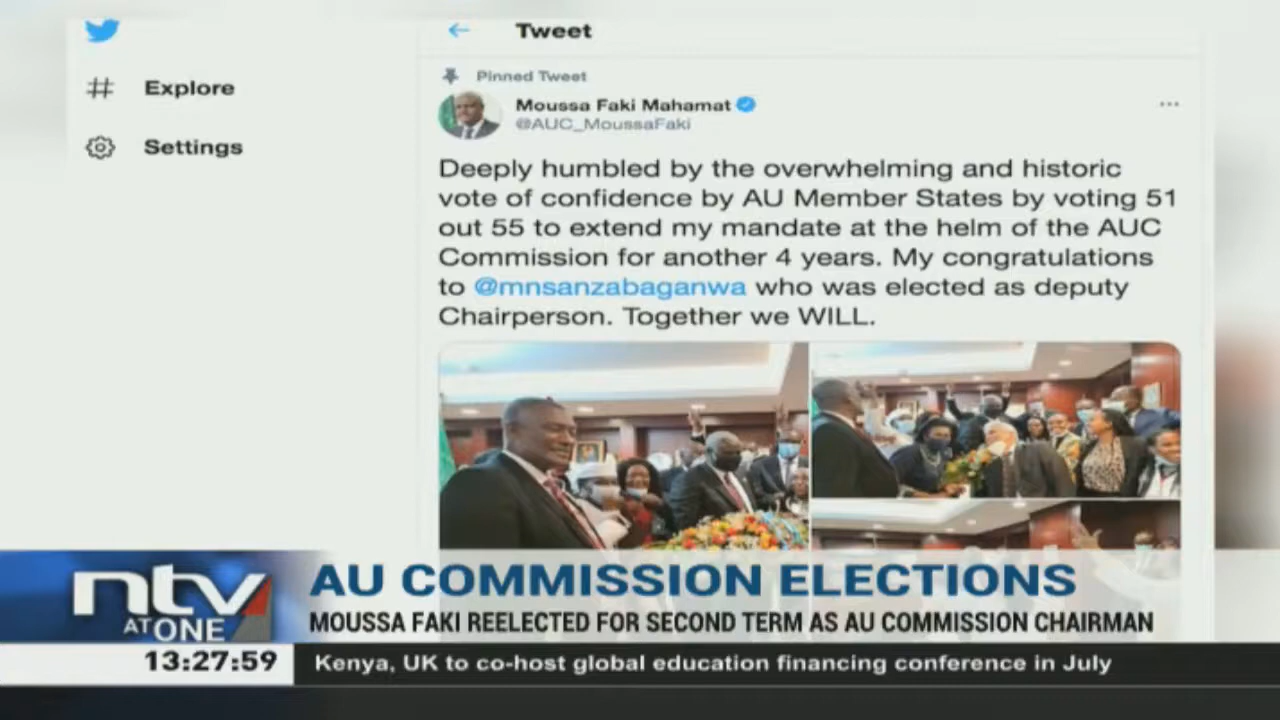 Tweet
Explore
Settings
Pinned Tweet
Moussa Faki Mahamat
@AUC_MoussaFaki
Deeply humbled by the overwhelming and historic
vote of confidence by AU Member States by voting 51
out 55 to extend my mandate at the helm of the AUC
Commission for another 4 years. My congratulations
to @mnsanzabaganwa who was elected as deputy
Chairperson. Together we WILL.
ntv
AT ONE
AU COMMISSION ELECTIONS
MOUSSA FAKI REELECTED FOR SECOND TERM AS AU COMMISSION CHAIRMAN
13:27:59
Kenya, UK to co-host global education financing conference in July